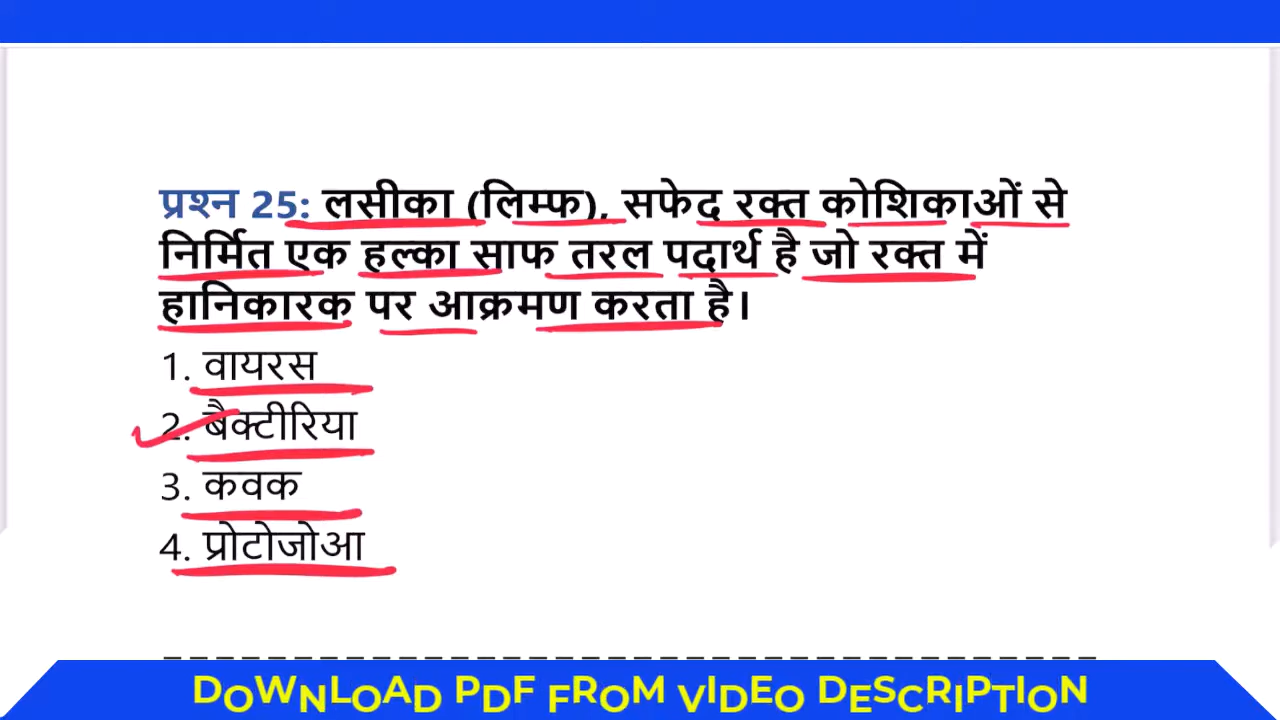 प्रश्न 25: लसीका (लिम्फ), सफेद रक्त कोशिकाओं से
निर्मित एक हल्का साफ तरल पदार्थ है जो रक्त में
हानिकारक पर आक्रमण करता है।
1. वायरस
2. बैक्टीरिया
3. कवक
4. प्रोटोजोआ
DOWNLOAD PDF FROM VIDEO DESCRIPTION